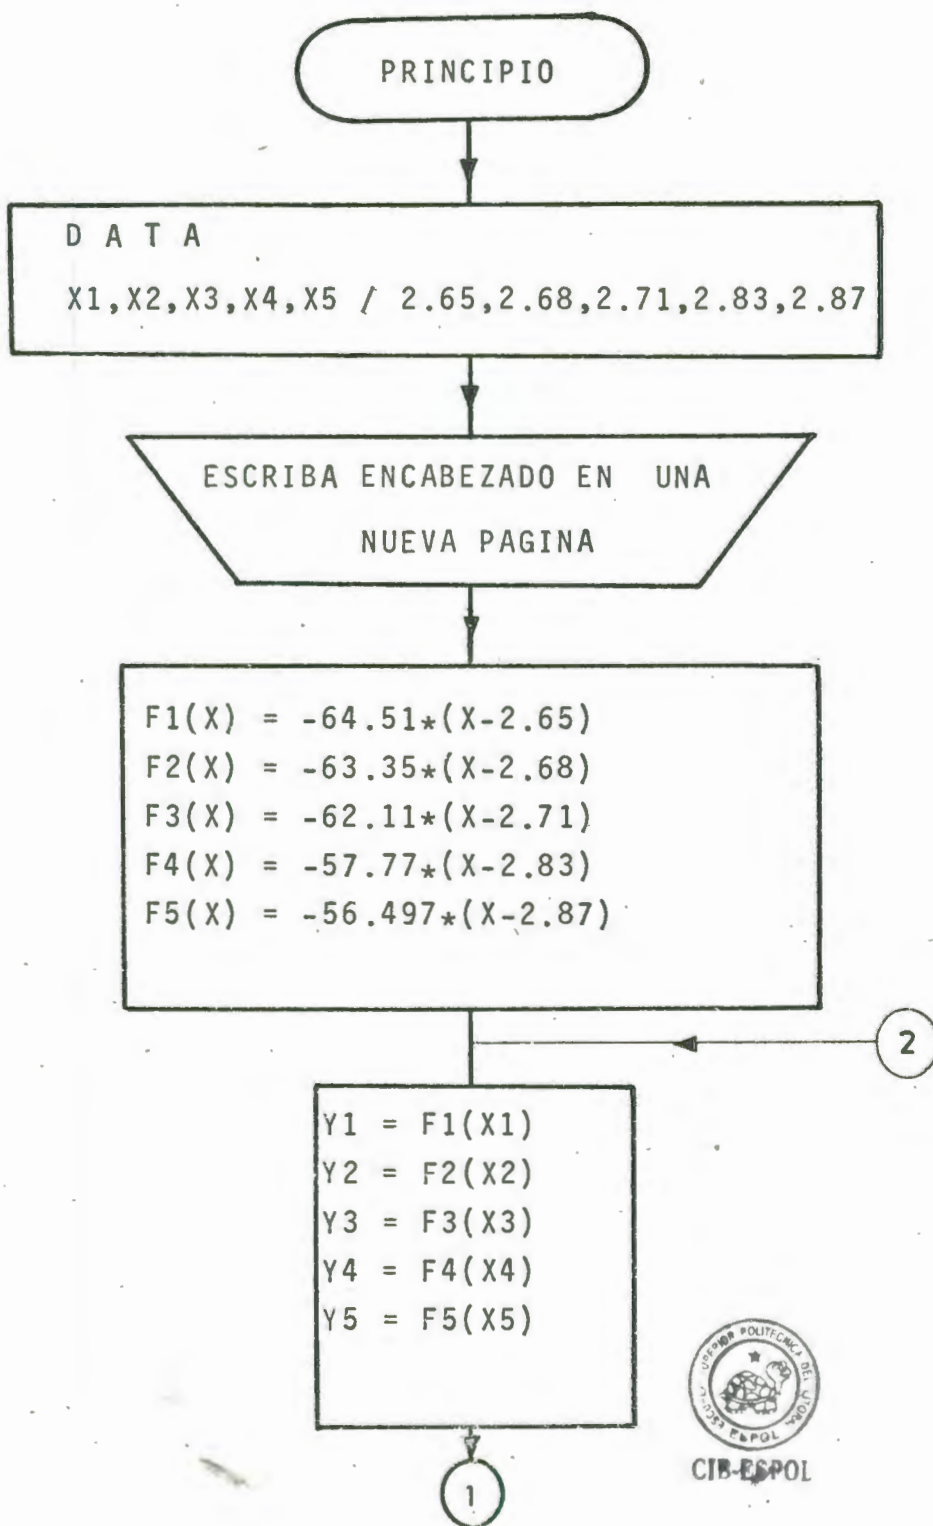 PRINCIPIO
D A T A
X1,X2,X3,X4,X5 / 2.65,2.68,2.71,2.83,2.87
ESCRIBA ENCABEZADO EN UNA
NUEVA PAGINA
F1(X) = -64.51*(X-2.65)
F2(X) = -63.35*(X-2.68)
F3(X) = -62.11*(X-2.71)
F4(X) = -57.77*(X-2.83)
F5(X) = -56.497*(X-2.87)
2
Y1 = F1(X1)
Y2 = F2(X2)
Y3 = F3(X3)
Y4 = F4(X4)
Y5 = F5(X5)
1
POLITECNICA DEL
ESPOL
CIB-ESPOL